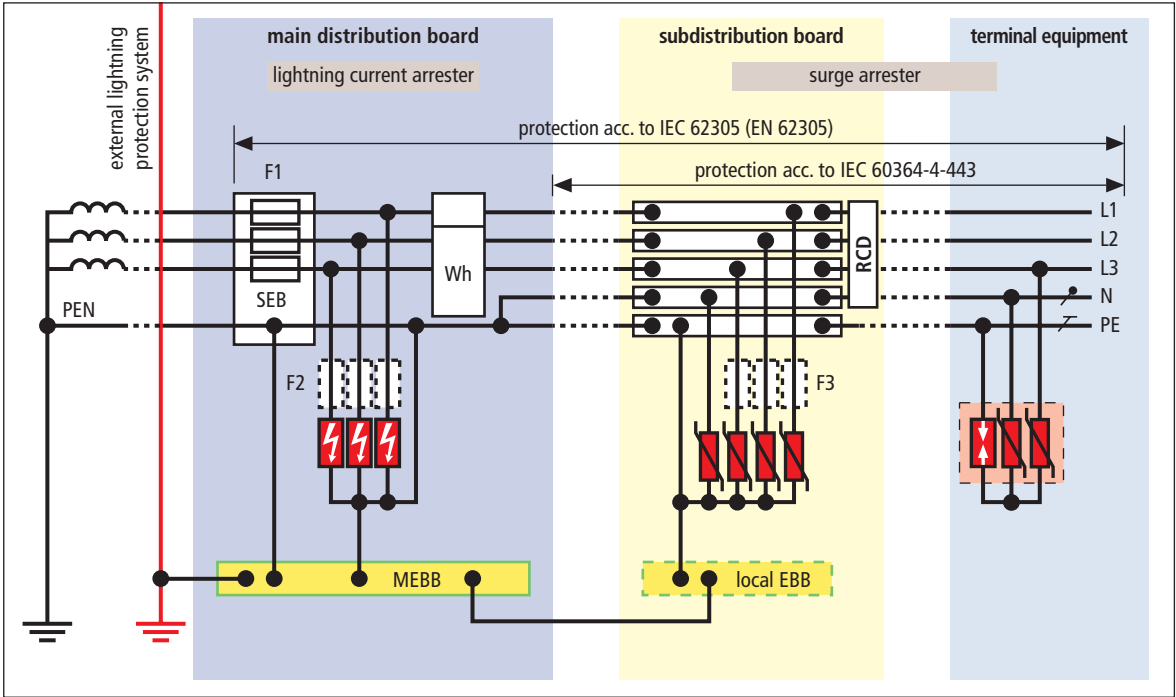 main distribution board
subdistribution board
terminal equipment
lightning current arrester
surge arrester
external lightning
protection system
protection acc. to IEC 62305 (EN 62305)
protection acc. to IEC 60364-4-443
F1
L1
L2
L3
N
PE
Wh
RCD
SEB
PEN
F2
F3
MEBB
local EBB